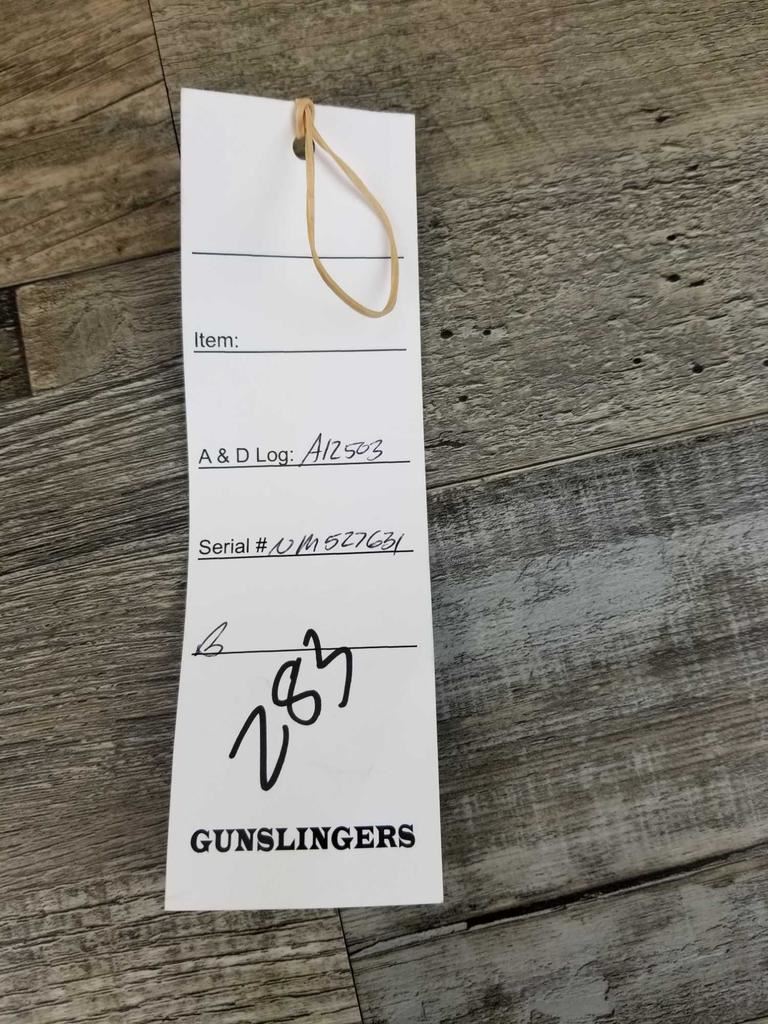 Item:
A & D Log: A12503
Serial # NM527631
B
283
GUNSLINGERS